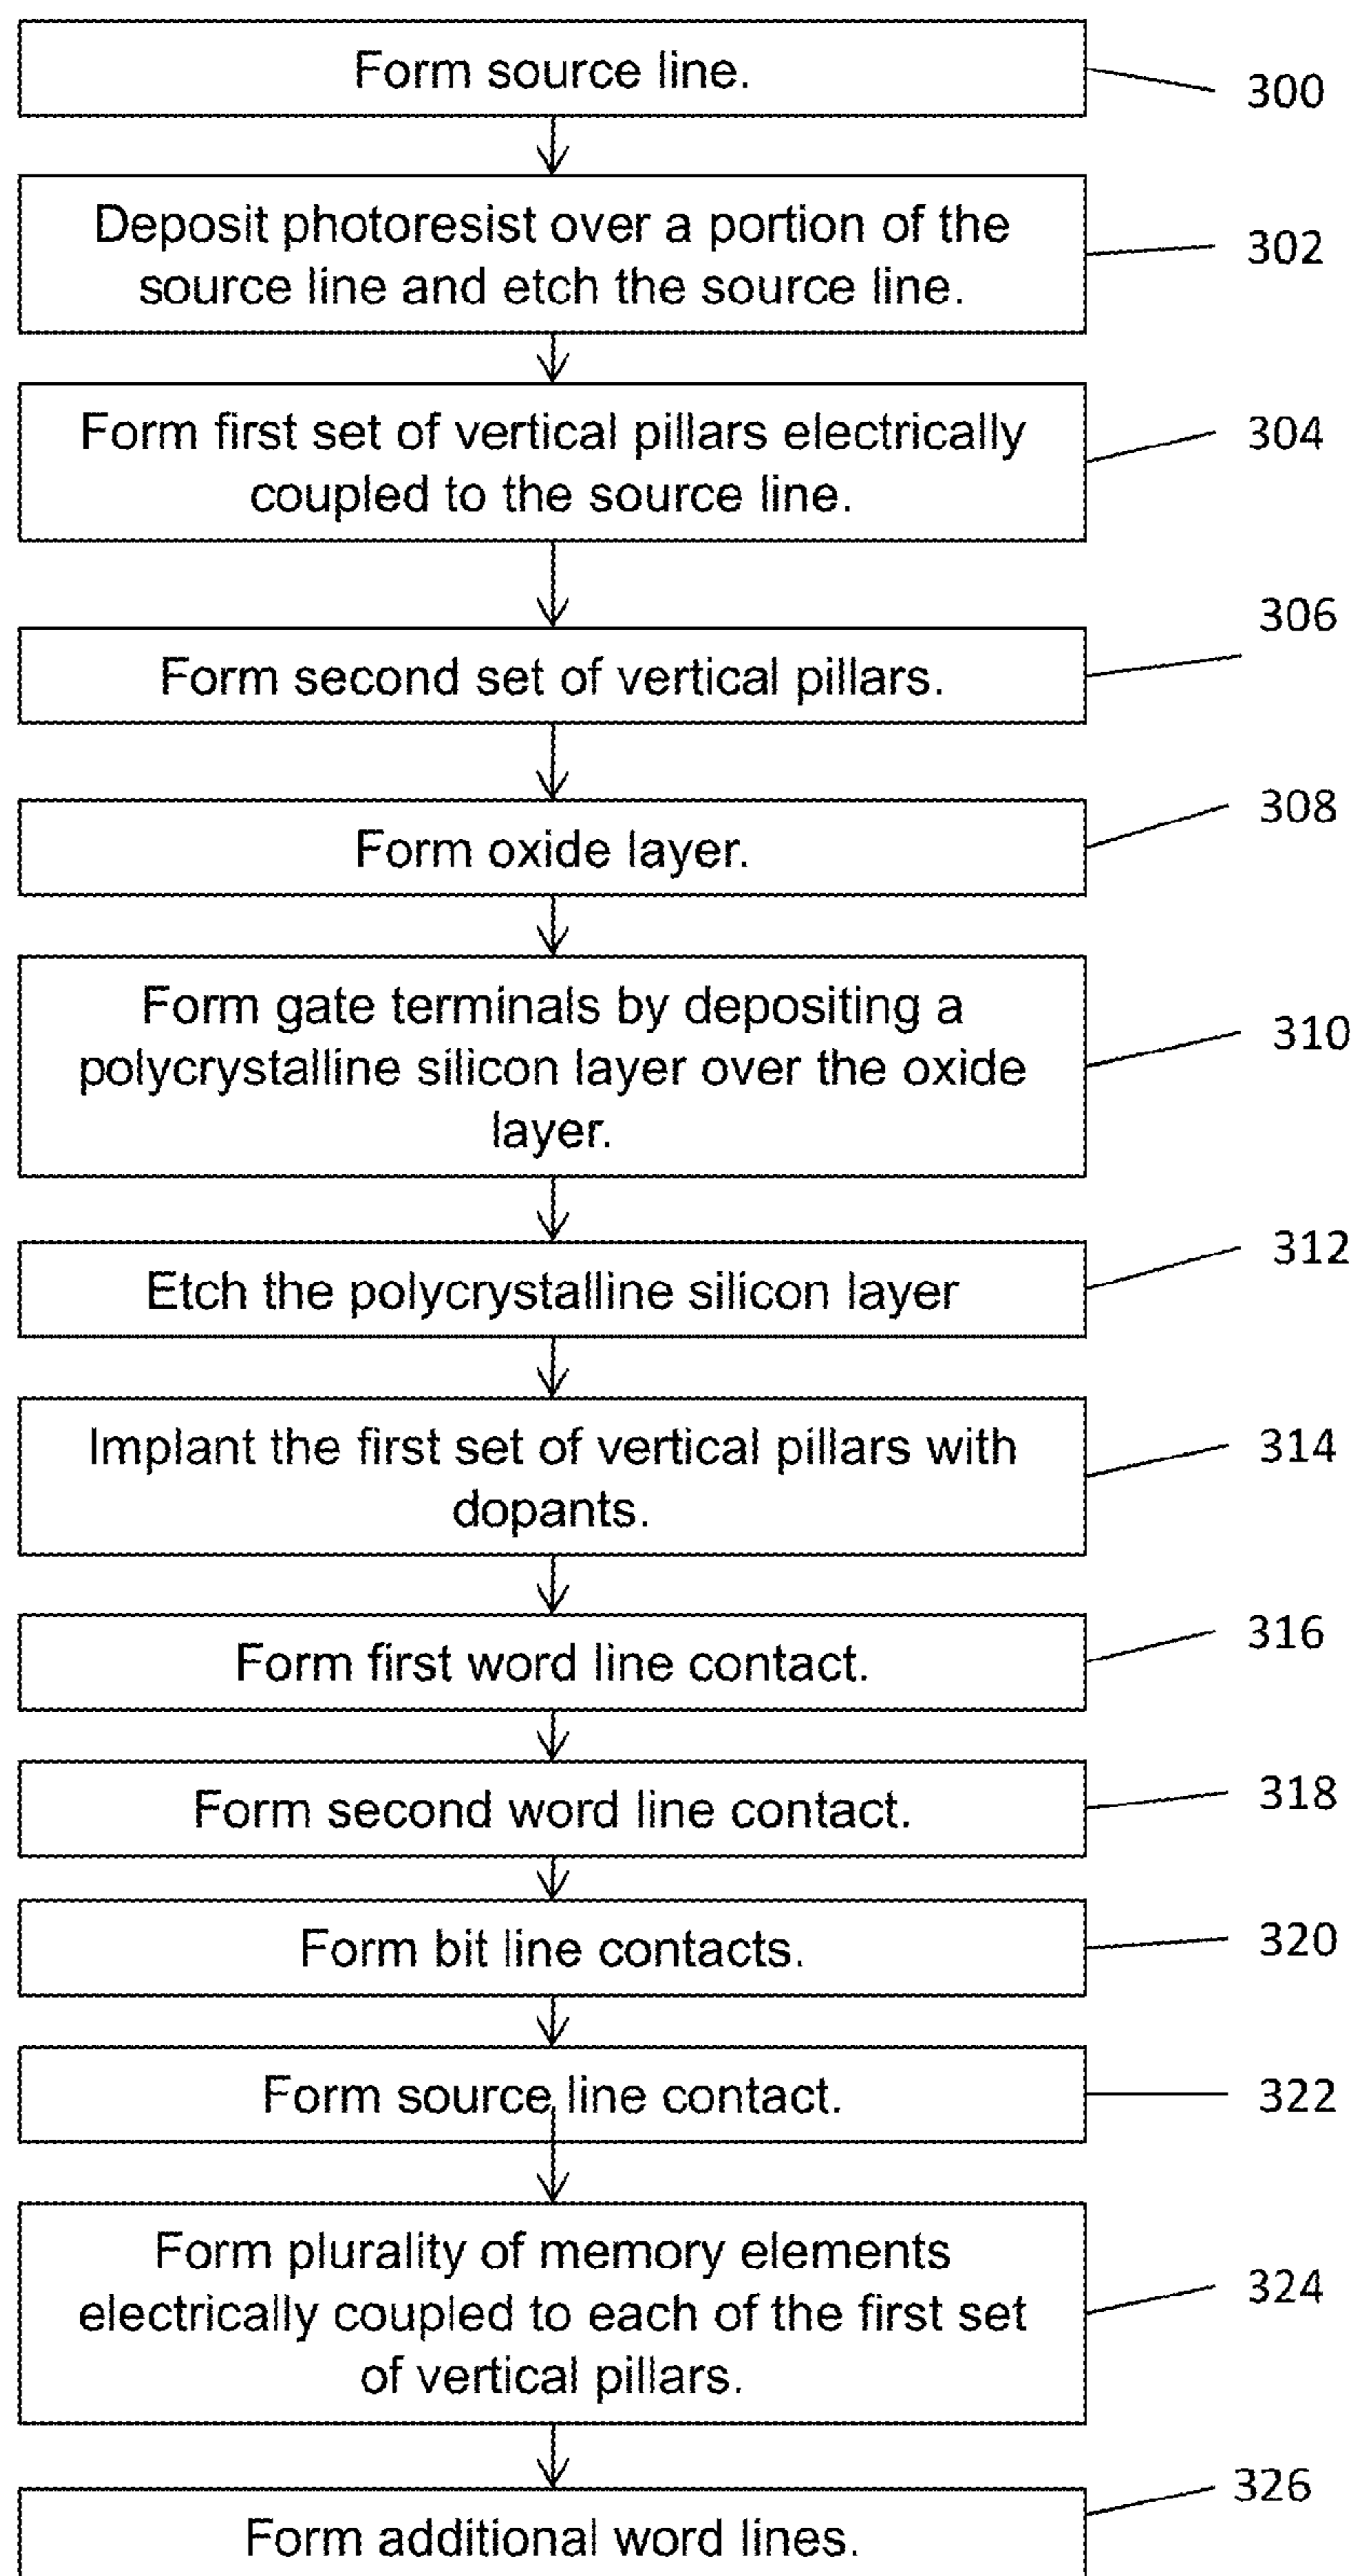 Form source line.
300
Deposit photoresist over a portion of the
source line and etch the source line.
302
Form first set of vertical pillars electrically
coupled to the source line.
304
306
Form second set of vertical pillars.
308
Form oxide layer.
Form gate terminals by depositing a
polycrystalline silicon layer over the oxide
layer.
310
312
Etch the polycrystalline silicon layer
Implant the first set of vertical pillars with
dopants.
314
316
Form first word line contact.
318
Form second word line contact.
320
Form bit line contacts.
Form source line contact.
322
Form plurality of memory elements
electrically coupled to each of the first set
of vertical pillars.
324
326
Form additional word lines.